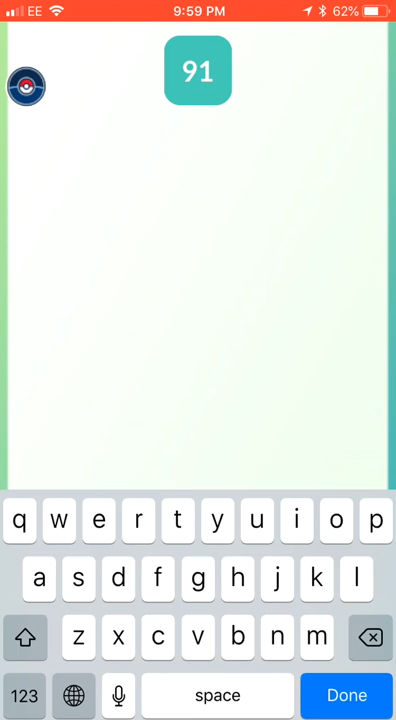 EE 9:59 PM 62%
91
q w e r t y u i o p
a s d f g h j k l
z x c v b n m
123 space Done